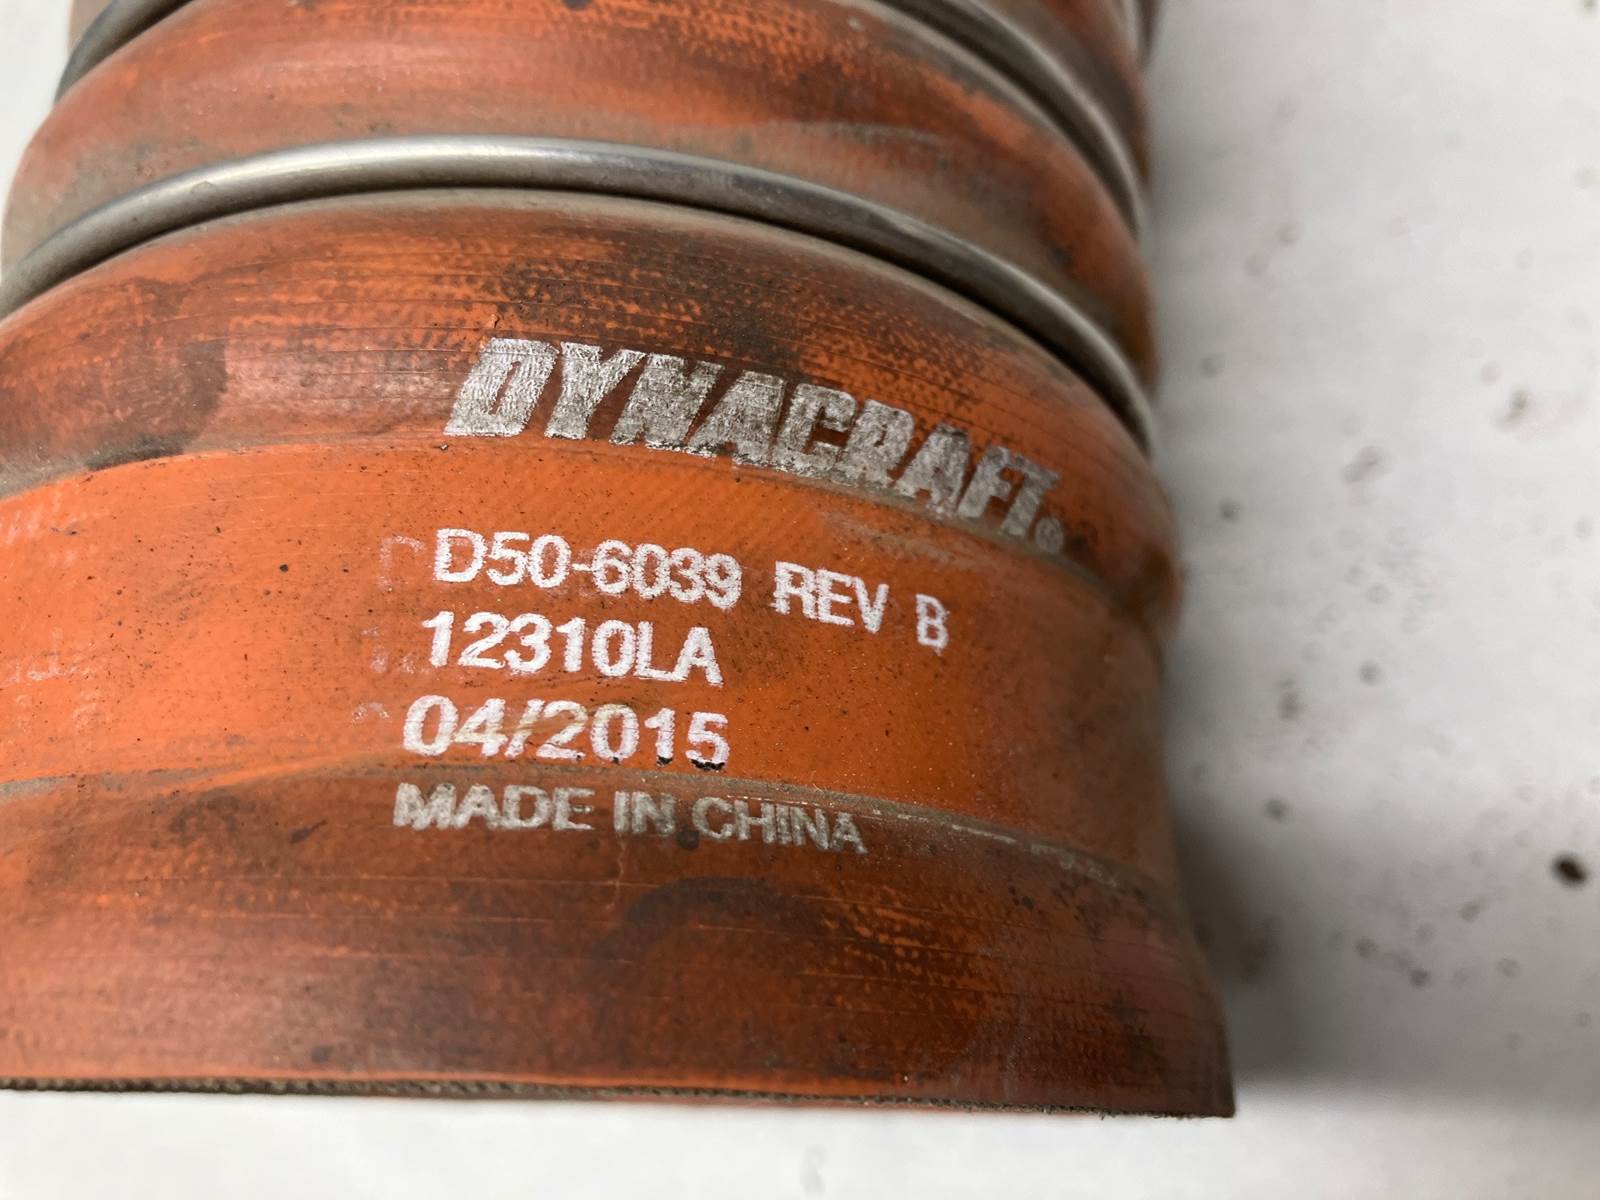 DYNACRAFT®
D50-6039 REV B
12310LA
04/2015
MADE IN CHINA